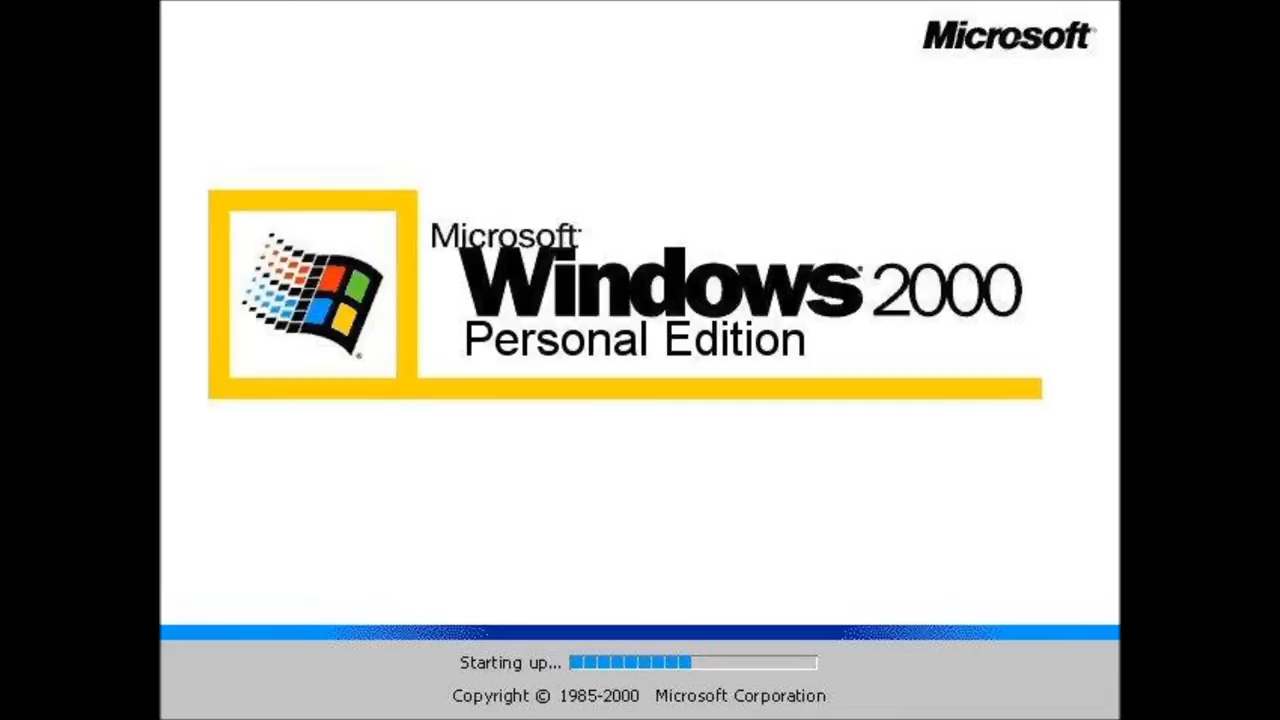 Microsoft
Microsoft
Windows 2000
Personal Edition
Starting up...
Copyright © 1985-2000 Microsoft Corporation